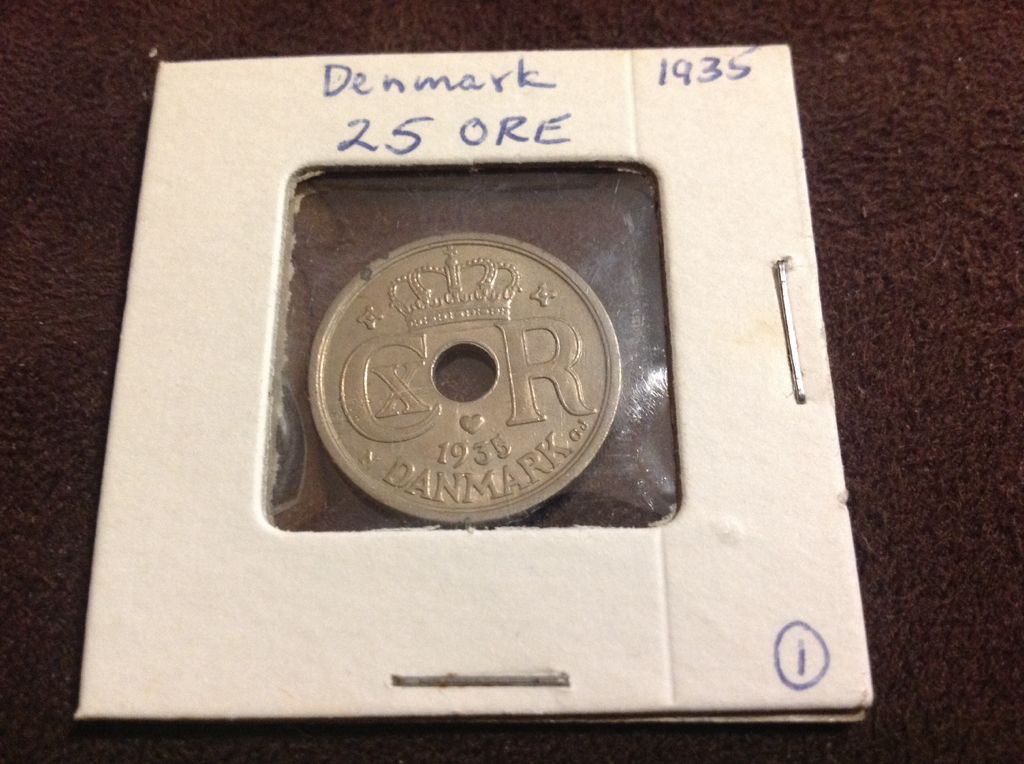 Denmark 1935
25 ORE
C X R
1935
N DANMARK GJ
1